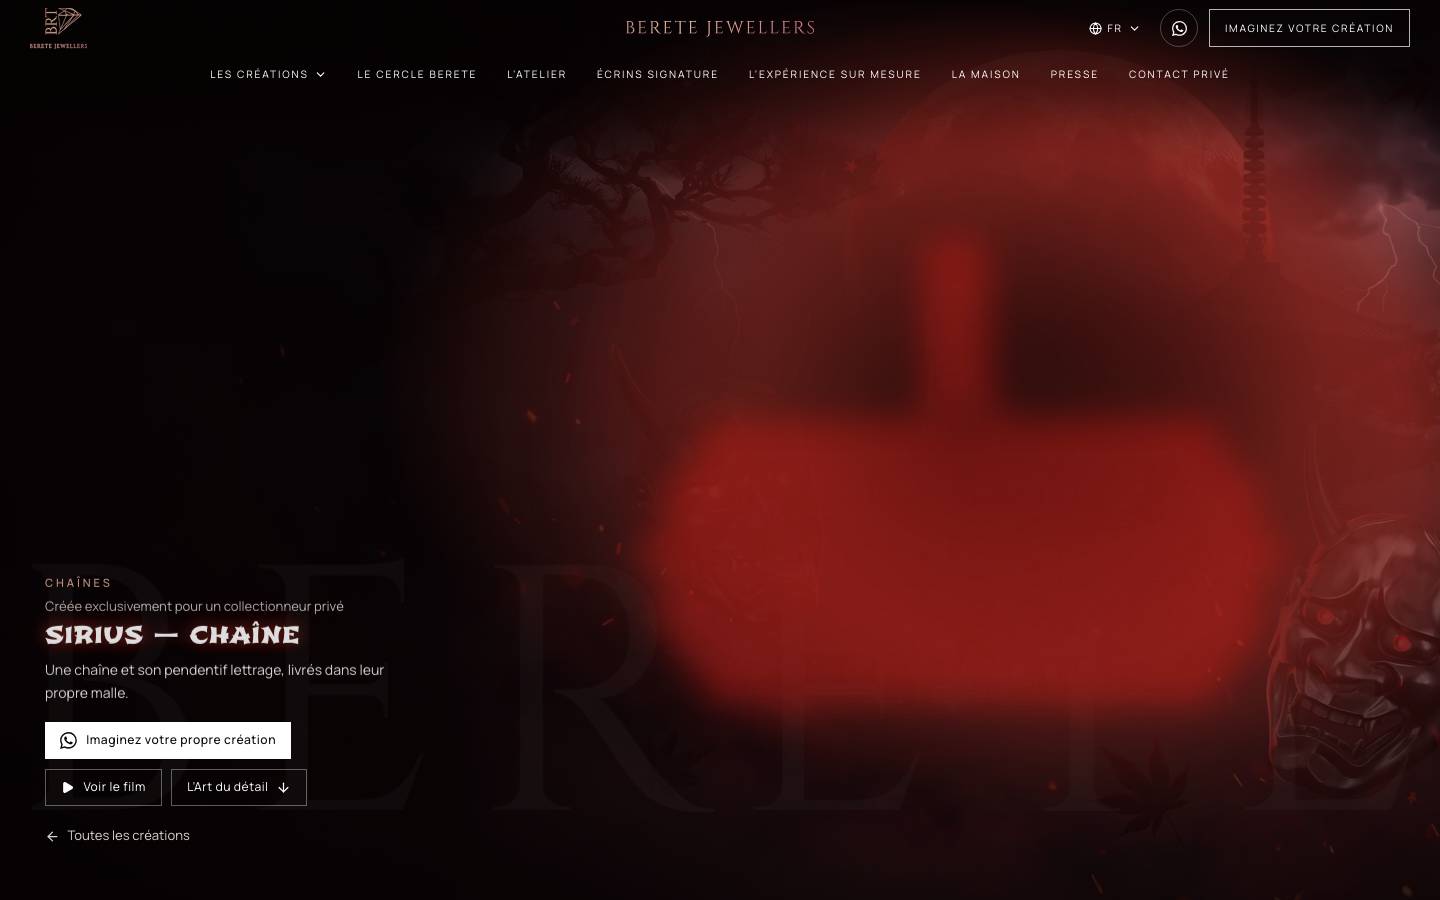 BRT
BERETE JEWELLERS
BERETE JEWELLERS
FR
IMAGINEZ VOTRE CRÉATION
LES CRÉATIONS
LE CERCLE BERETE
L'ATELIER
ÉCRINS SIGNATURE
L'EXPÉRIENCE SUR MESURE
LA MAISON
PRESSE
CONTACT PRIVÉ
BERETE
CHAÎNES
Créée exclusivement pour un collectionneur privé
SIRIUS — CHAÎNE
Une chaîne et son pendentif lettrage, livrés dans leur
propre malle.
Imaginez votre propre création
Voir le film
L'Art du détail
Toutes les créations